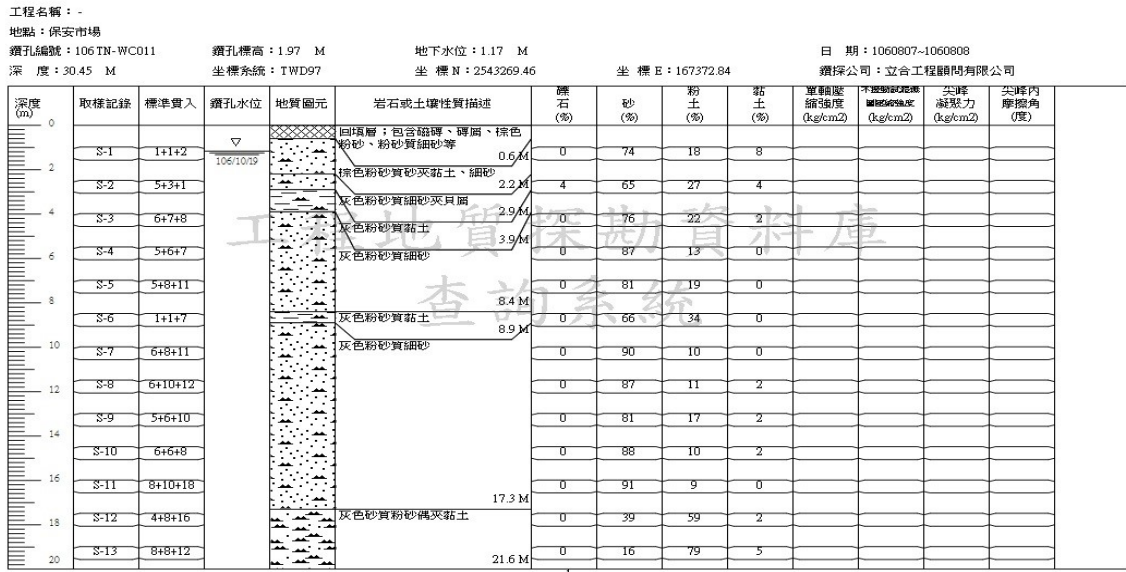 工程名稱：-
地點：保安市場
鑽孔編號：106TN-WC011 鑽孔標高：1.97 M 地下水位：1.17 M 日 期：1060807~1060808
深 度：30.45 M 坐標系統：TWD97 坐 標 N：2543269.46 坐 標 E：167372.84 鑽探公司：立合工程顧問有限公司
深度(m) 取樣記錄 標準貫入 鑽孔水位 地質圖元 岩石或土壤性質描述 礫石(%) 砂(%) 粉土(%) 黏土(%) 單軸壓縮強度(kg/cm2) (kg/cm2) 尖峰凝聚力(kg/cm2) 尖峰內摩擦角(度)
0
回填層；包含磁磚、磚屑、棕色
粉砂、粉砂質細砂等
S-1 1+1+2 106/10/19 0.6 M 0 74 18 8
2
棕色粉砂質砂夾黏土、細砂
S-2 5+3+1 2.2 M 4 65 27 4
灰色粉砂質細砂夾貝屑
4 2.9 M
S-3 6+7+8 0 76 22 2
灰色粉砂質黏土
3.9 M
S-4 5+6+7 0 87 13 0
灰色粉砂質細砂
6
S-5 5+8+11 0 81 19 0
8 8.4 M
S-6 1+1+7 灰色粉砂質黏土 0 66 34 0
8.9 M
10 灰色粉砂質細砂
S-7 6+8+11 0 90 10 0
12
S-8 6+10+12 0 87 11 2
S-9 5+6+10 0 81 17 2
14
S-10 6+6+8 0 88 10 2
16
S-11 8+10+18 0 91 9 0
17.3 M
18
S-12 4+8+16 灰色砂質粉砂偶夾黏土 0 39 59 2
S-13 8+8+12 0 16 79 5
20 21.6 M
工程地質探勘資料庫
查詢系統